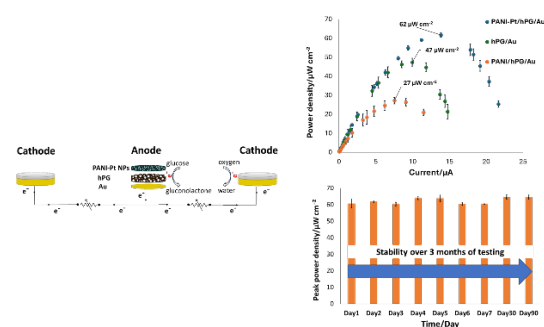 Cathode
Anode
Cathode
PANI-Pt NPs
hPG
Au
glucose
gluconolactone
oxygen
water
e⁻
e⁻
e⁻
e⁻
e⁻
e⁻
Power density/µW cm⁻²
80
70
60
50
40
30
20
10
0
0
5
10
15
20
25
Current/µA
62 µW cm⁻²
47 µW cm⁻²
27 µW cm⁻²
PANI-Pt/hPG/Au
hPG/Au
PANI/hPG/Au
Peak power density/µW cm⁻²
70
60
50
40
30
20
10
0
Stability over 3 months of testing
Day1
Day2
Day3
Day4
Day5
Day6
Day7
Day30
Day90
Time/Day